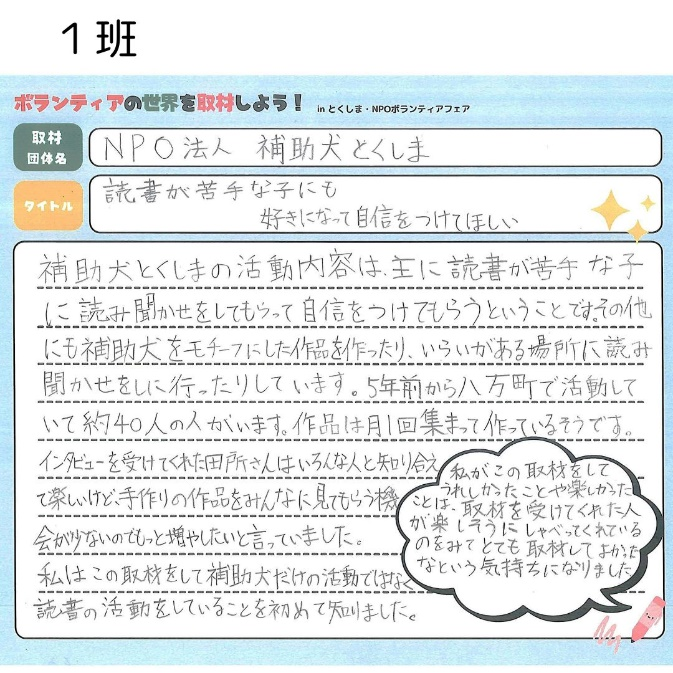 1班
ボランティアの世界を取材しよう！ in とくしま・NPOボランティアフェア
取材
団体名
NPO法人 補助犬とくしま
タイトル
読書が苦手な子にも
好きになって自信をつけてほしい
補助犬とくしまの活動内容は、主に読書が苦手な子
に読み聞かせをしてもらって自信をつけてもらうということです。その他
にも補助犬をモチーフにした作品を作ったり、いらいがある場所に読み
聞かせをしに行ったりしています。5年前から八万町で活動して
いて約40人の人がいます。作品は月1回集まって作っているそうです。
インタビューを受けてくれた田所さんはいろんな人と知り合え
て楽しいけど、手作りの作品をみんなに見てもらう機
会が少ないのでもっと増やしたいと言っていました。
私はこの取材をして補助犬だけの活動ではなく
読書の活動をしていることを初めて知りました。
私がこの取材をして
うれしかったことや楽しかった
ことは、取材を受けてくれた人
が楽しそうにしゃべってくれている
のをみてとても取材してよかった
なという気持ちになりました